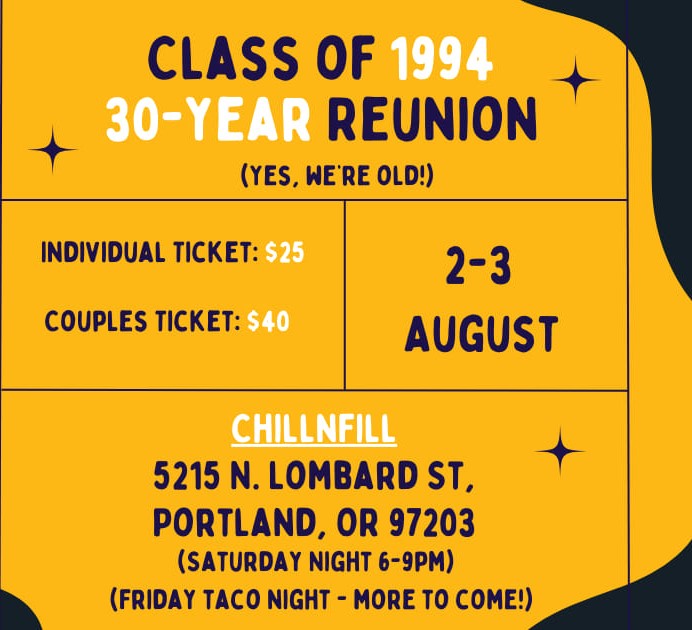 CLASS OF 1994
30-YEAR REUNION
(YES, WE'RE OLD!)
INDIVIDUAL TICKET: $25
COUPLES TICKET: $40
2-3
AUGUST
CHILLNFILL
5215 N. LOMBARD ST,
PORTLAND, OR 97203
(SATURDAY NIGHT 6-9PM)
(FRIDAY TACO NIGHT - MORE TO COME!)